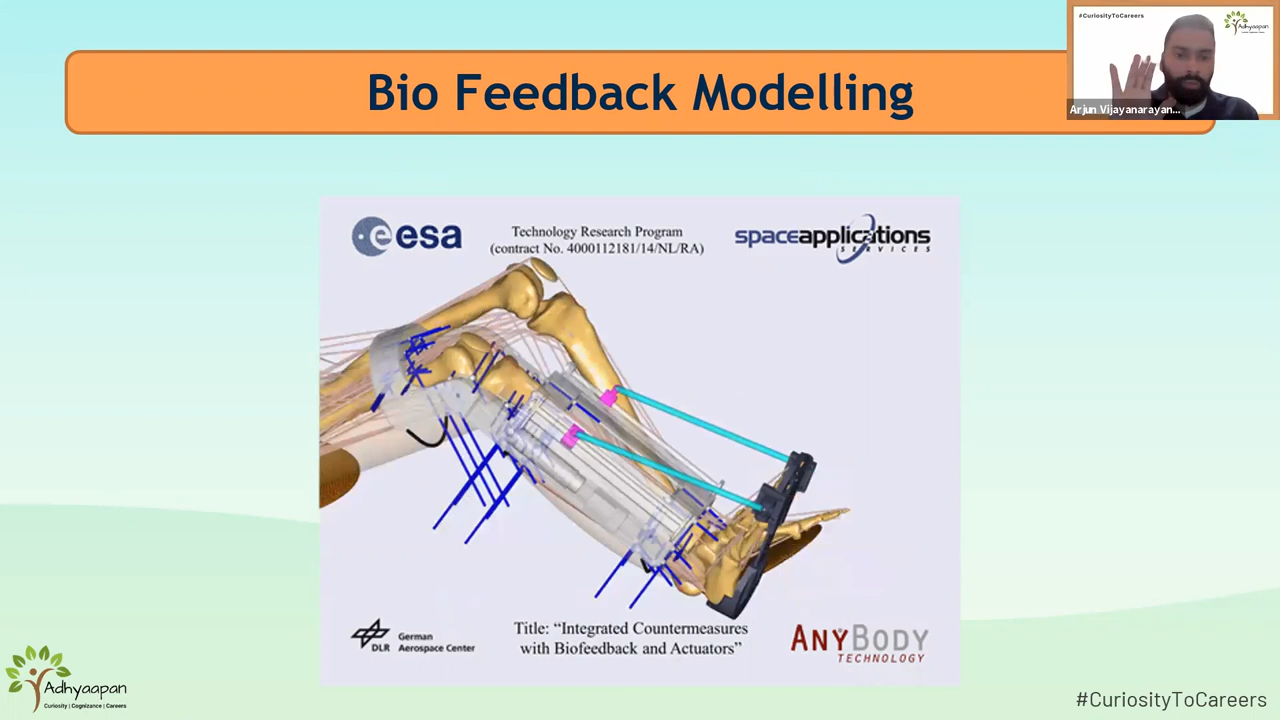 #CuriosityToCareers
Adhyaapan
Arjun Vijayanarayan...
Bio Feedback Modelling
esa
Technology Research Program
(contract No. 4000112181/14/NL/RA)
spaceapplications
SERVICES
DLR
German
Aerospace Center
Title: “Integrated Countermeasures
with Biofeedback and Actuators”
ANYBODY
TECHNOLOGY
Adhyaapan
Curiosity | Cognizance | Careers
#CuriosityToCareers